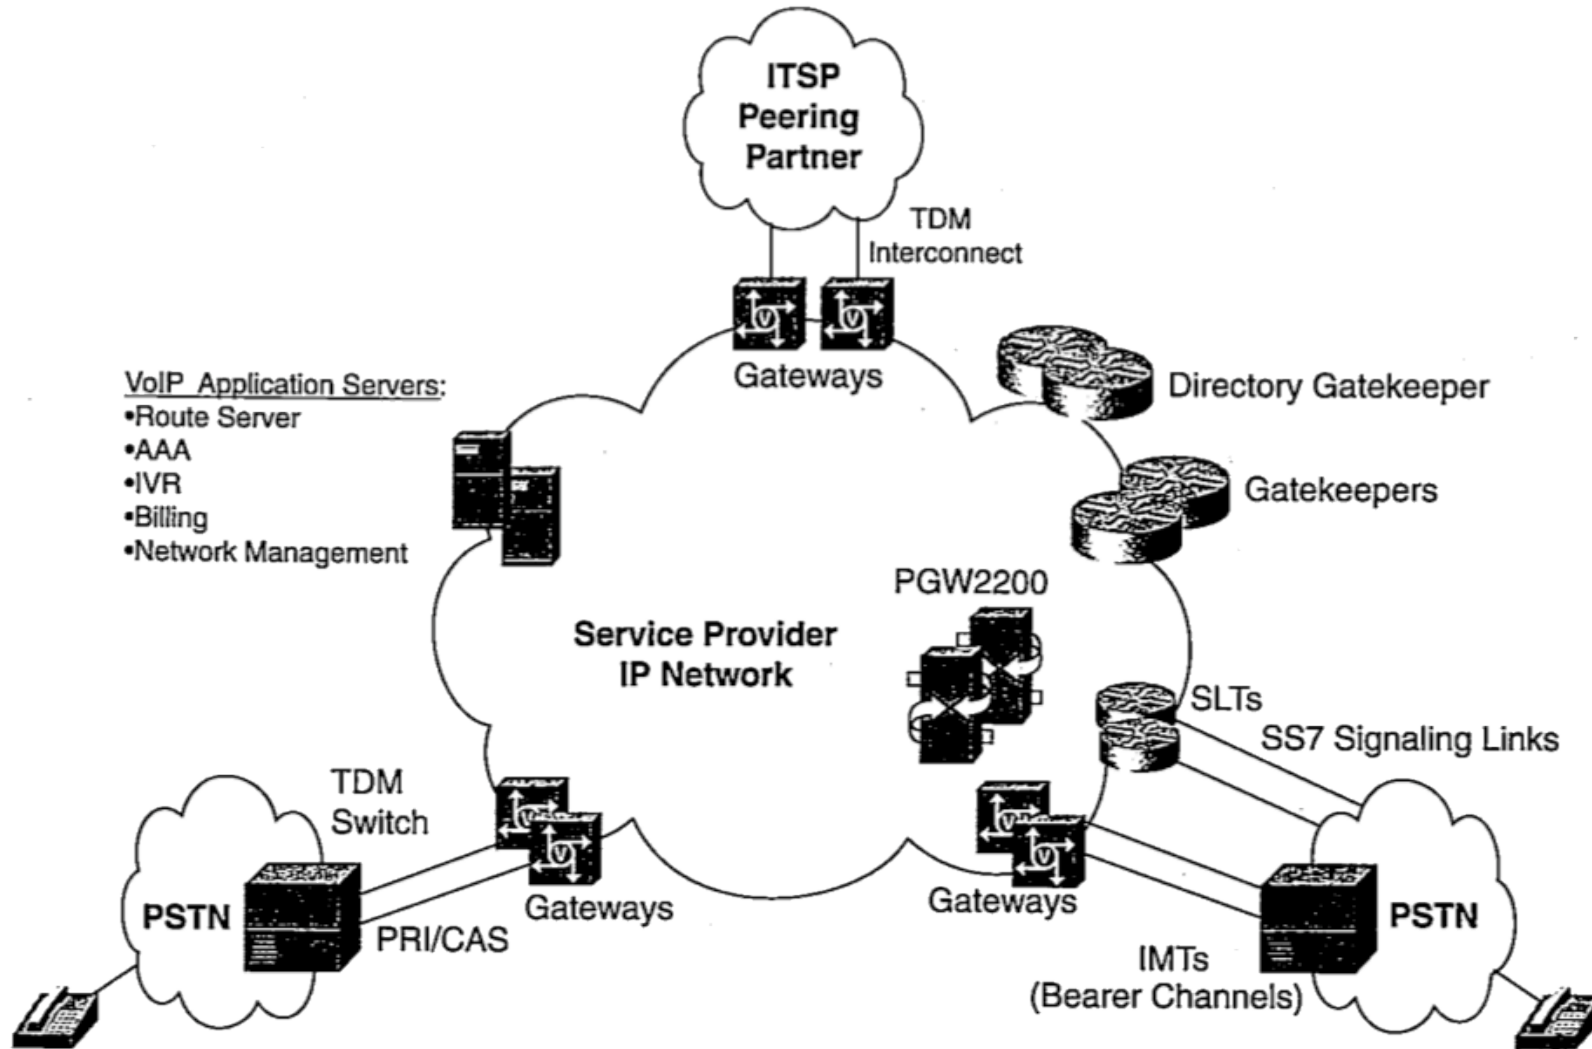 ITSP
Peering
Partner
TDM
Interconnect
Gateways
VoIP Application Servers:
•Route Server
•AAA
•IVR
•Billing
•Network Management
Directory Gatekeeper
Gatekeepers
PGW2200
Service Provider
IP Network
SLTs
SS7 Signaling Links
TDM
Switch
PSTN
PRI/CAS
Gateways
Gateways
IMTs
(Bearer Channels)
PSTN
V
V
V
V
V
V